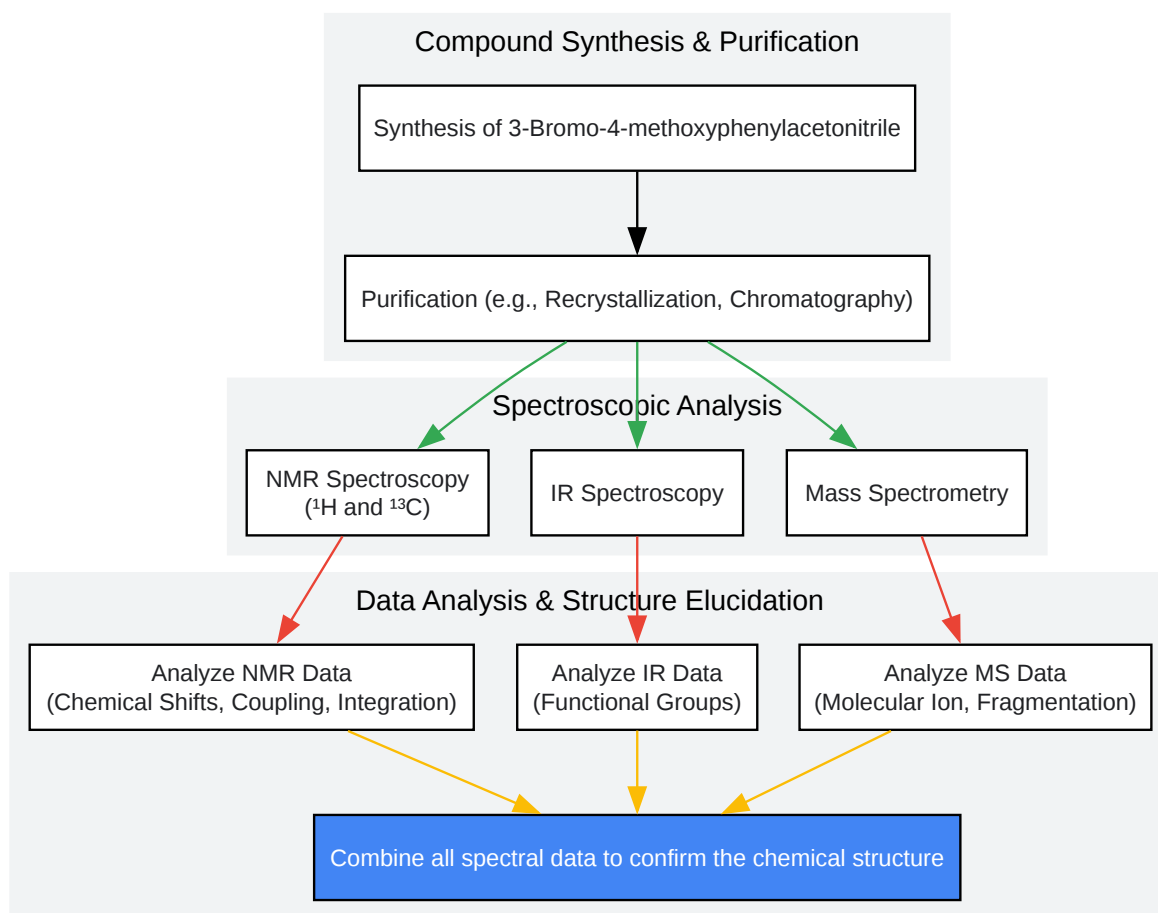 Compound Synthesis & Purification
Synthesis of 3-Bromo-4-methoxyphenylacetonitrile
Purification (e.g., Recrystallization, Chromatography)
Spectroscopic Analysis
NMR Spectroscopy
(¹H and ¹³C)
IR Spectroscopy
Mass Spectrometry
Data Analysis & Structure Elucidation
Analyze NMR Data
(Chemical Shifts, Coupling, Integration)
Analyze IR Data
(Functional Groups)
Analyze MS Data
(Molecular Ion, Fragmentation)
Combine all spectral data to confirm the chemical structure